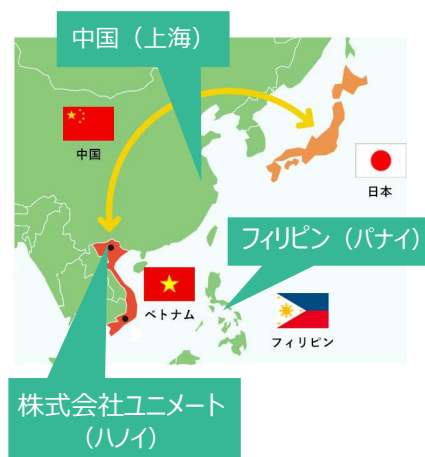 中国（上海）
中国
日本
フィリピン（パナイ）
ベトナム
フィリピン
株式会社ユニメート
（ハノイ）